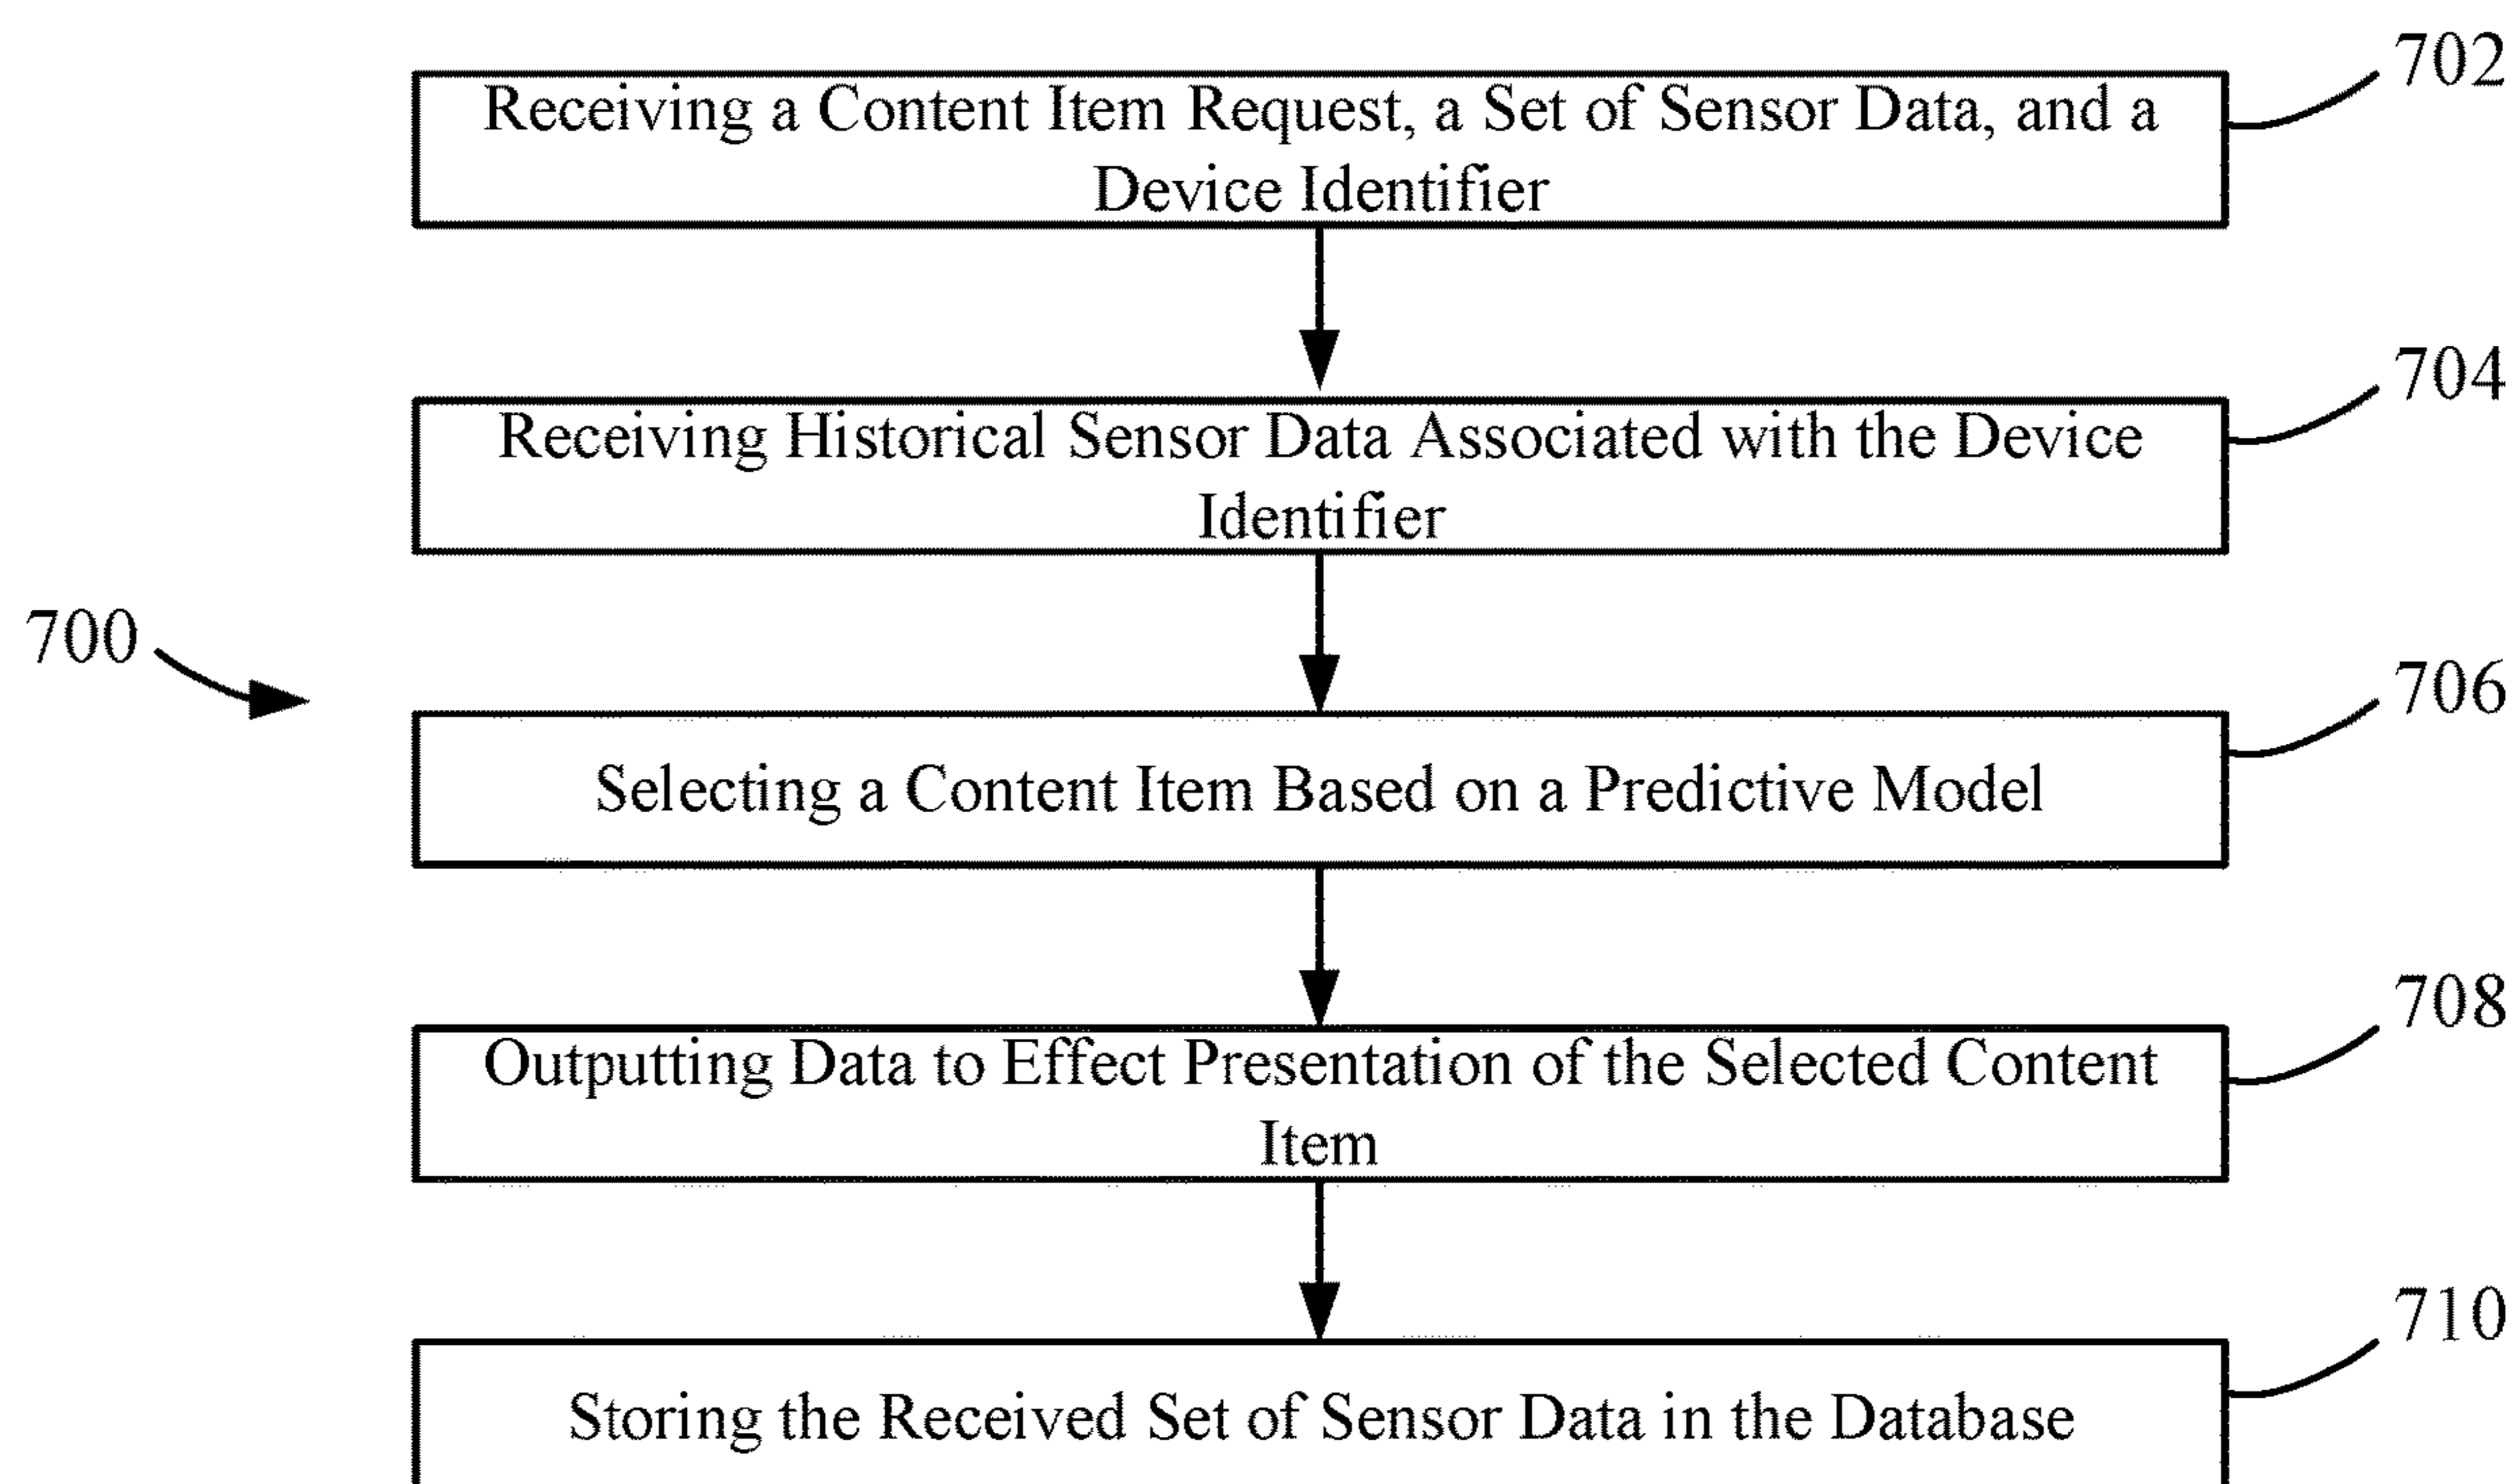 702
Receiving a Content Item Request, a Set of Sensor Data, and a
Device Identifier
704
Receiving Historical Sensor Data Associated with the Device
Identifier
700
706
Selecting a Content Item Based on a Predictive Model
708
Outputting Data to Effect Presentation of the Selected Content
Item
710
Storing the Received Set of Sensor Data in the Database